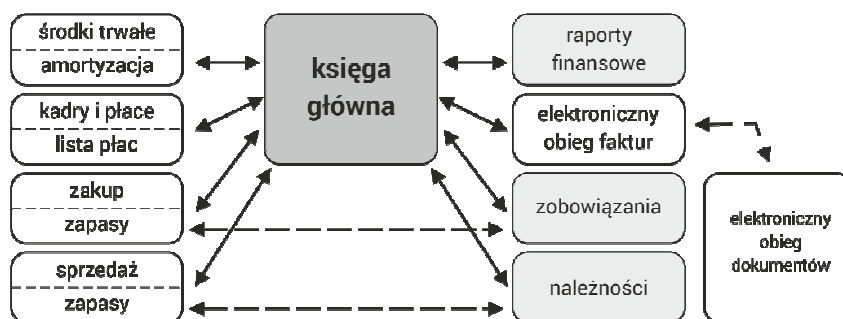 środki trwałe
amortyzacja
kadry i płace
lista płac
zakup
zapasy
sprzedaż
zapasy
księga
główna
raporty
finansowe
elektroniczny
obieg faktur
zobowiązania
należności
elektroniczny
obieg
dokumentów